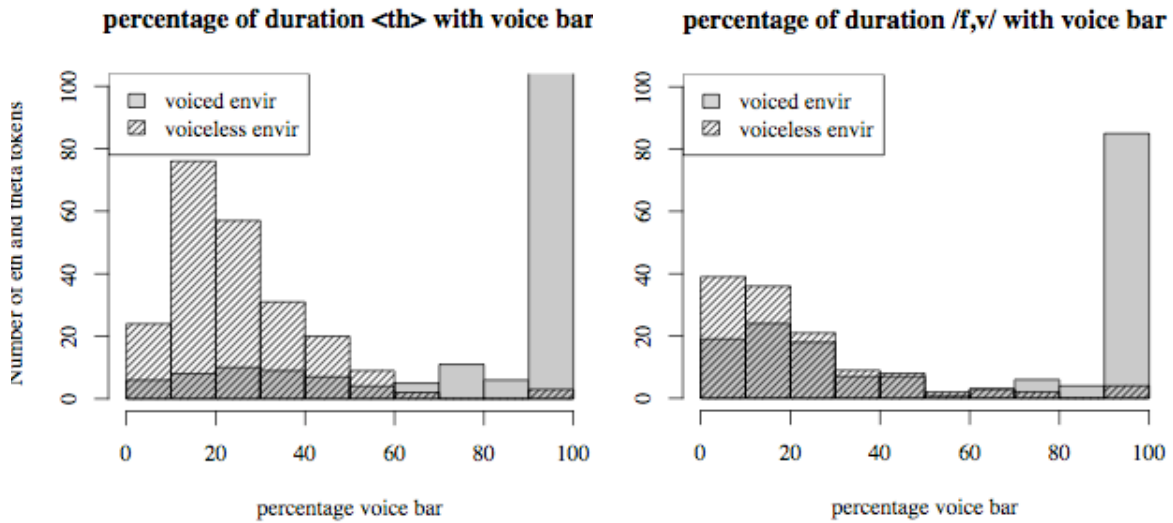 percentage of duration <th> with voice bar
voiced envir
voiceless envir
Number of eth and theta tokens
100
80
60
40
20
0
0 20 40 60 80 100
percentage voice bar
percentage of duration /f,v/ with voice bar
voiced envir
voiceless envir
100
80
60
40
20
0
0 20 40 60 80 100
percentage voice bar